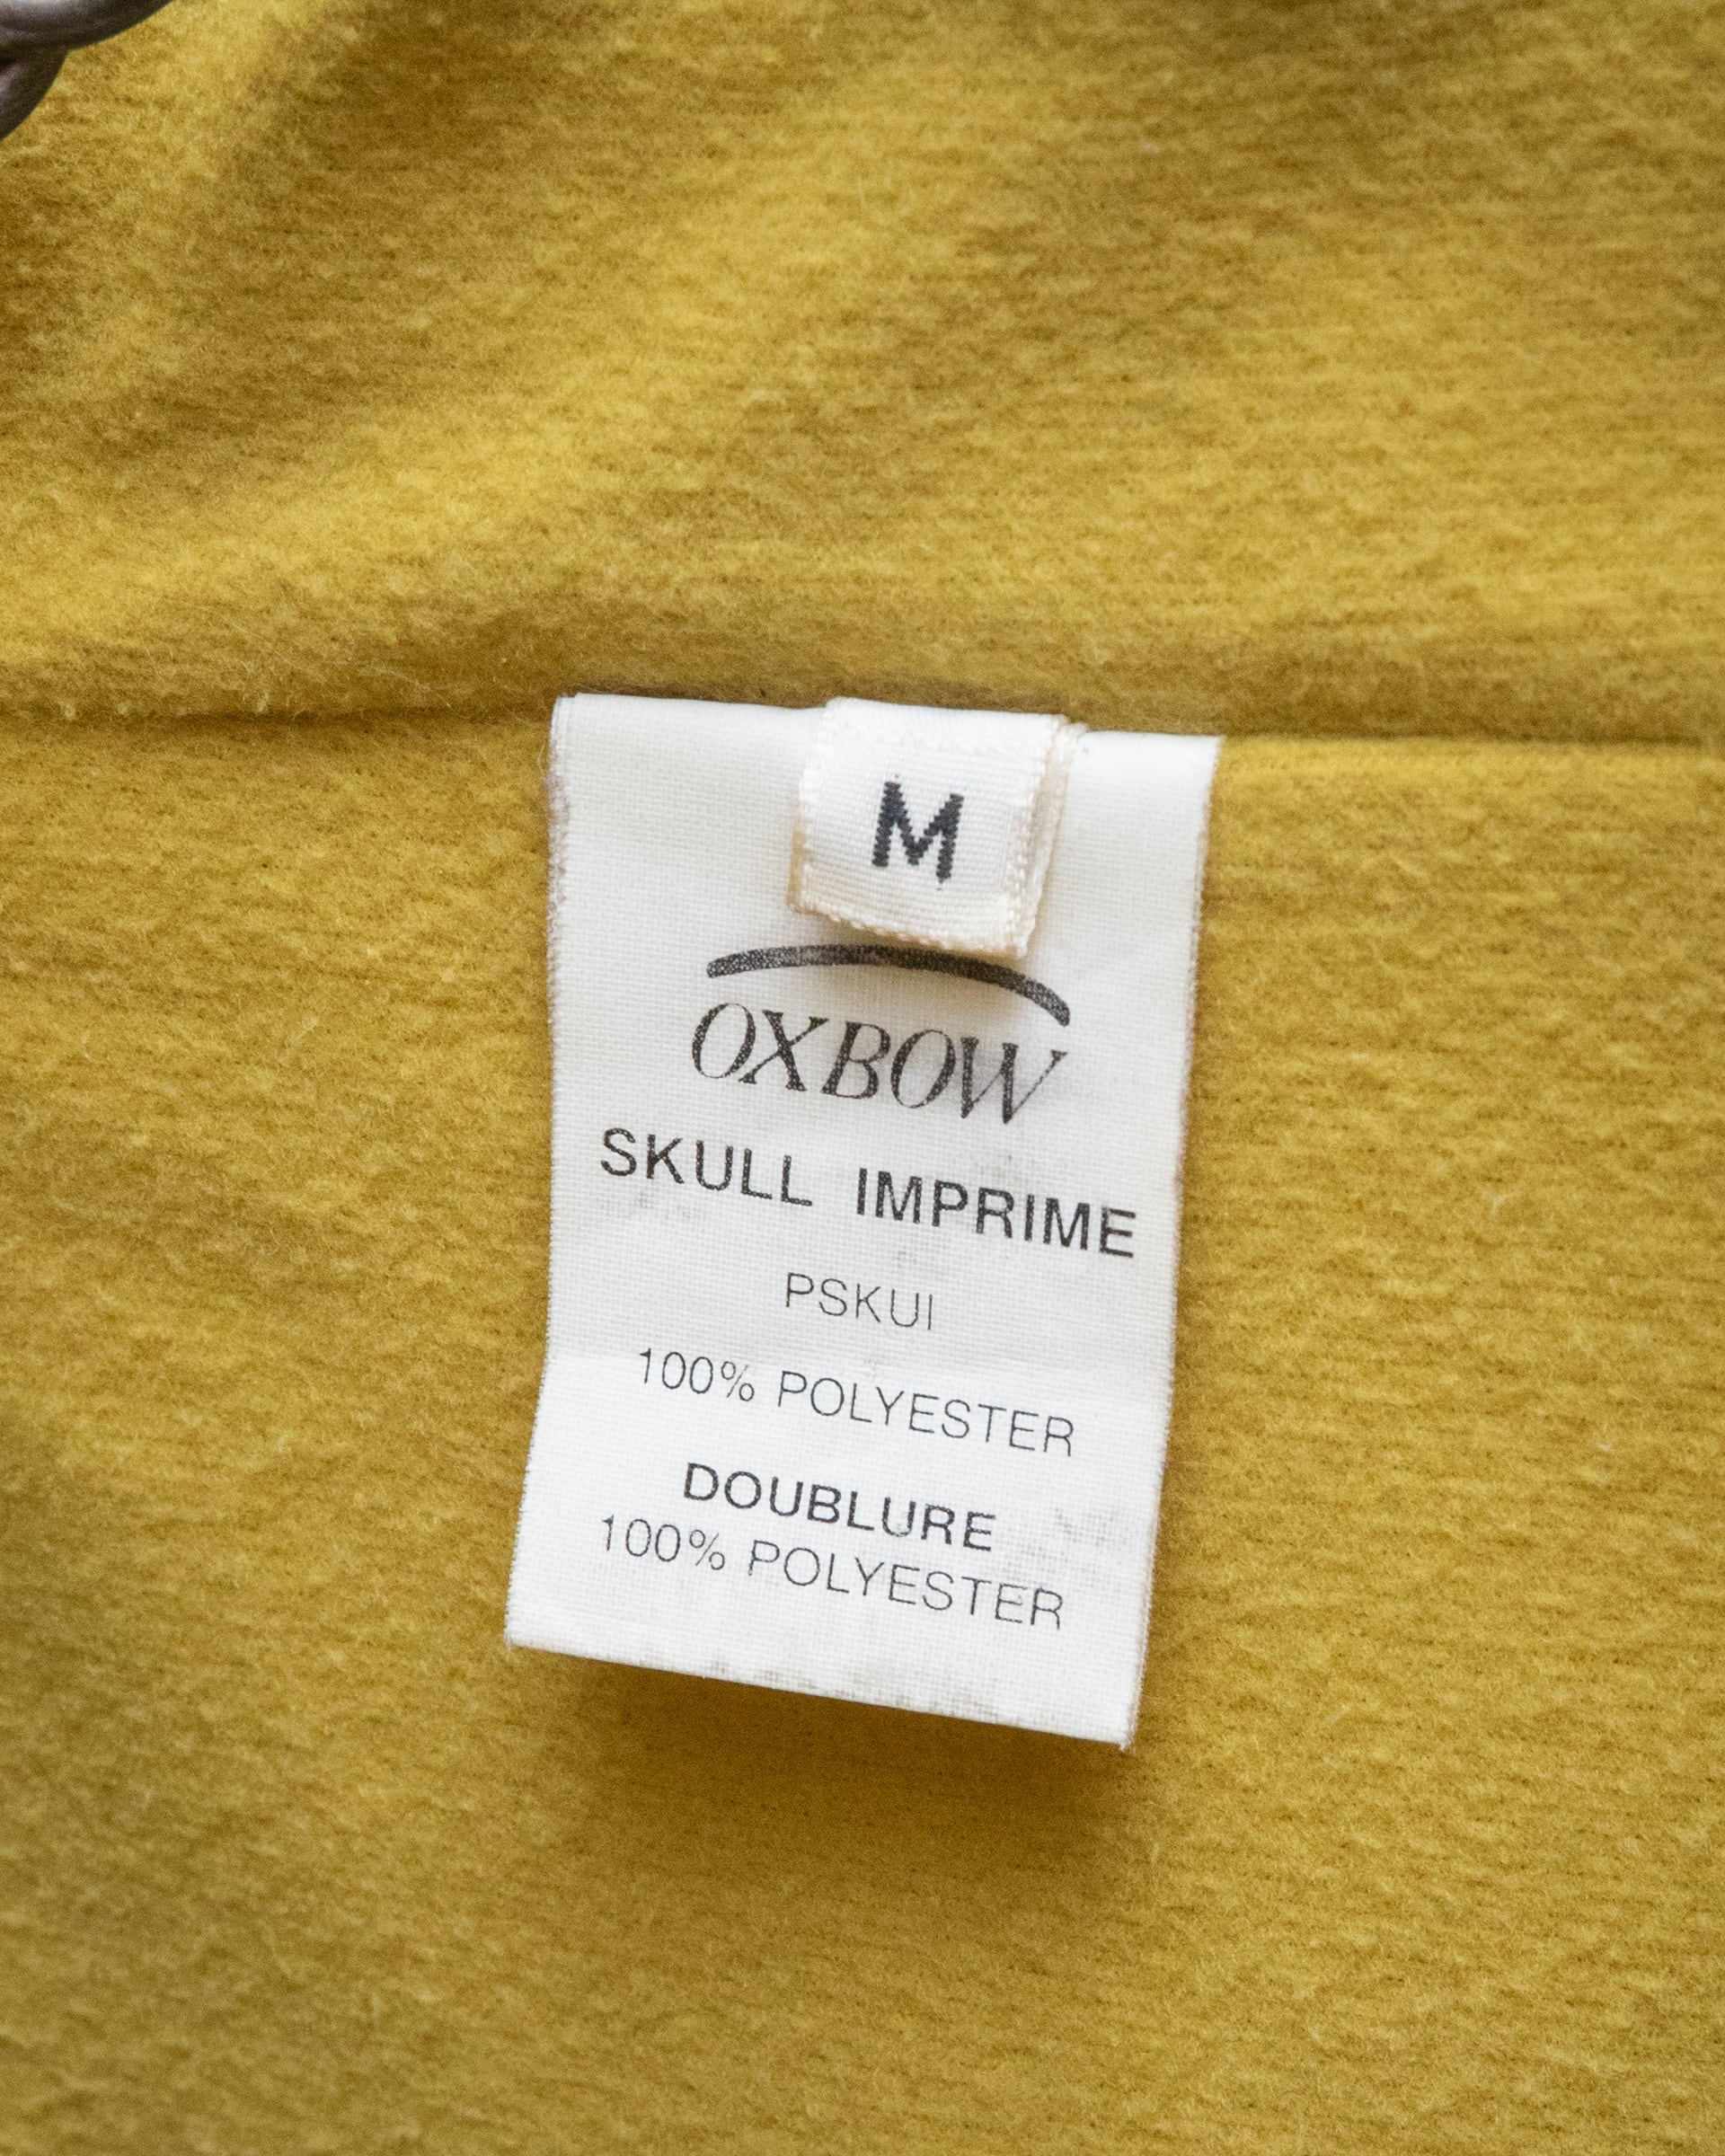 M
OXBOW
SKULL IMPRIME
PSKUI
100% POLYESTER
DOUBLURE
100% POLYESTER